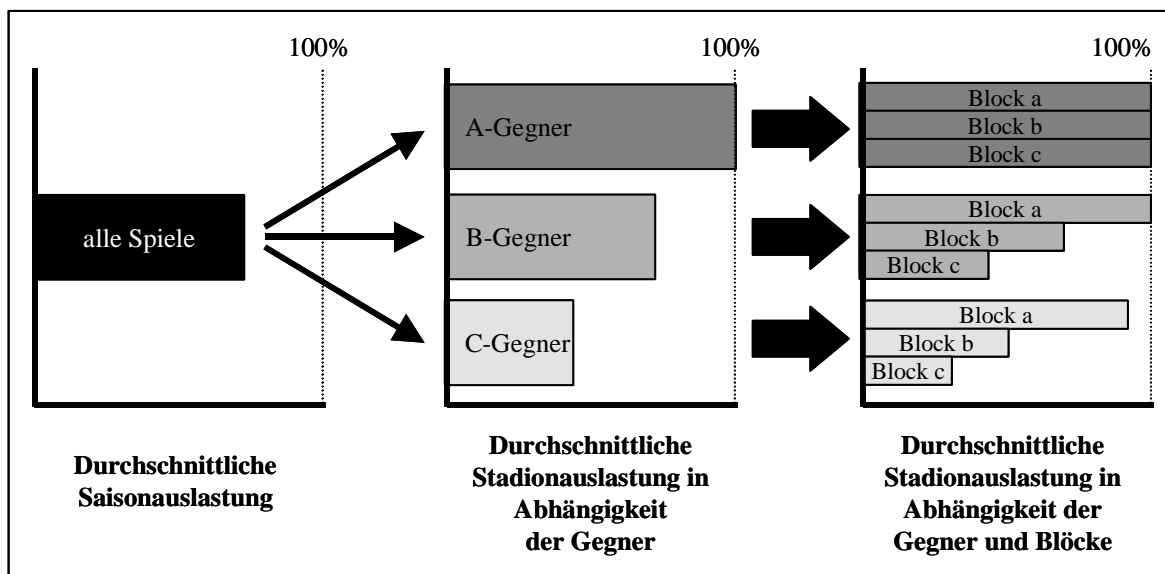 100%
alle Spiele
Durchschnittliche
Saisonauslastung
100%
A-Gegner
B-Gegner
C-Gegner
Durchschnittliche
Stadionauslastung in
Abhängigkeit
der Gegner
100%
Block a
Block b
Block c
Block a
Block b
Block c
Block a
Block b
Block c
Durchschnittliche
Stadionauslastung in
Abhängigkeit der
Gegner und Blöcke